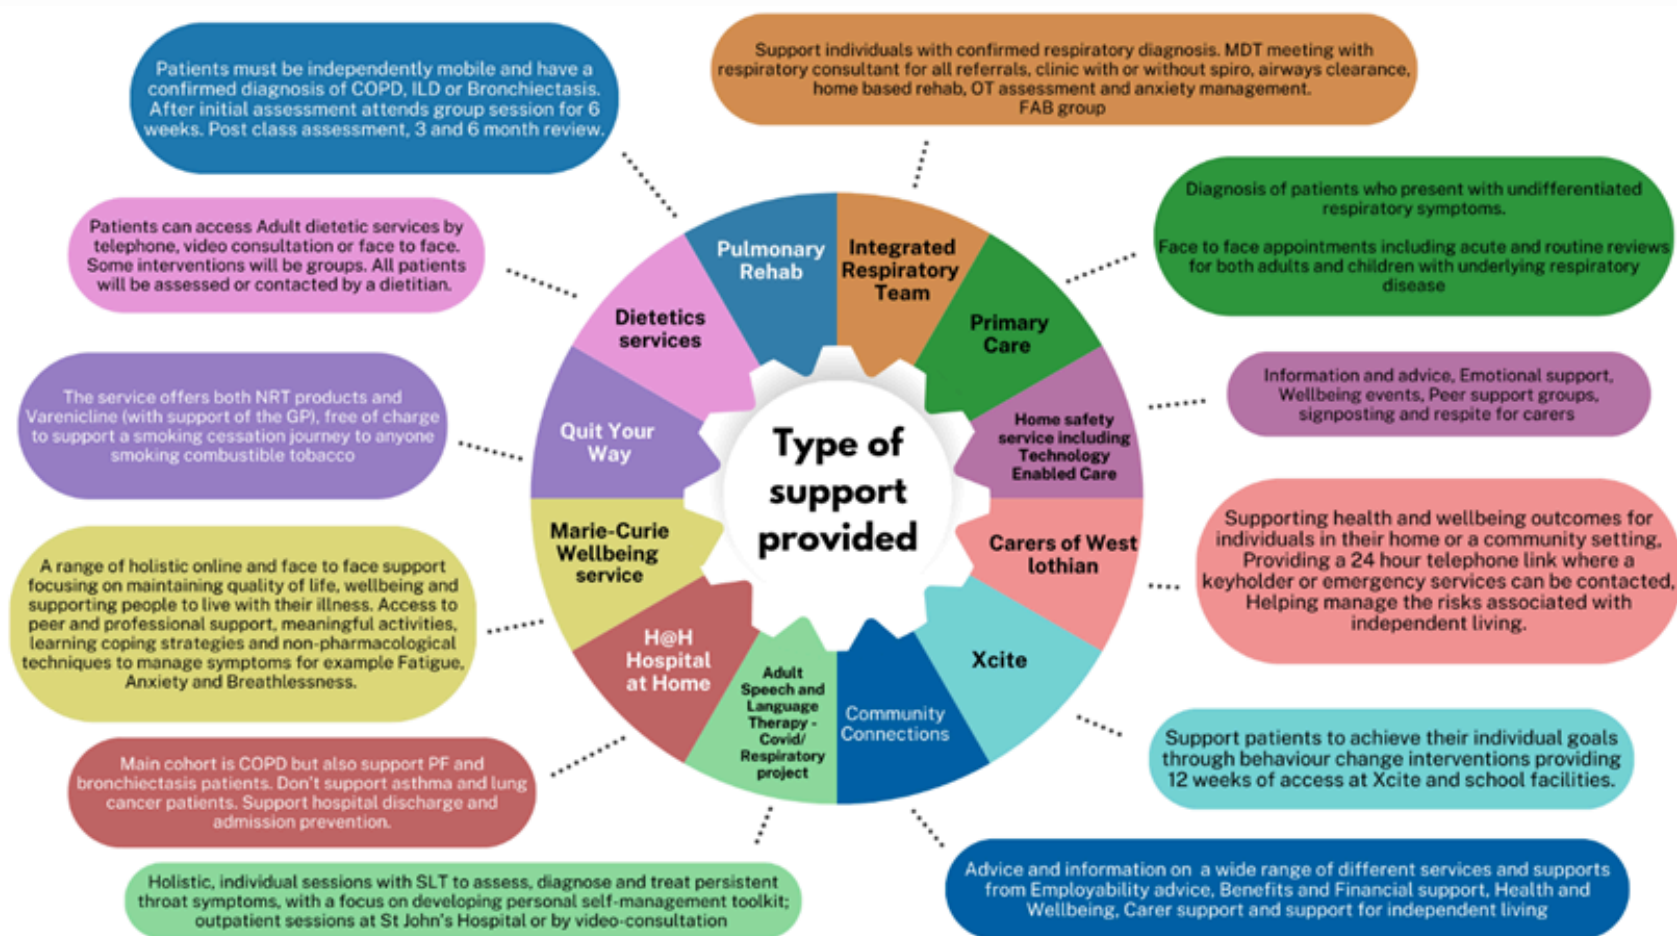 Patients must be independently mobile and have a
confirmed diagnosis of COPD, ILD or Bronchiectasis.
After initial assessment attends group session for 6
weeks. Post class assessment, 3 and 6 month review.
Support individuals with confirmed respiratory diagnosis. MDT meeting with
respiratory consultant for all referrals, clinic with or without spiro, airways clearance,
home based rehab, OT assessment and anxiety management.
FAB group
Diagnosis of patients who present with undifferentiated
respiratory symptoms.
Face to face appointments including acute and routine reviews
for both adults and children with underlying respiratory
disease
Patients can access Adult dietetic services by
telephone, video consultation or face to face.
Some interventions will be groups. All patients
will be assessed or contacted by a dietitian.
Pulmonary
Rehab
Integrated
Respiratory
Team
Dietetics
services
Primary
Care
The service offers both NRT products and
Varenicline (with support of the GP), free of charge
to support a smoking cessation journey to anyone
smoking combustible tobacco
Quit Your
Way
Type of
support
provided
Home safety
service including
Technology
Enabled Care
Information and advice, Emotional support,
Wellbeing events, Peer support groups,
signposting and respite for carers
A range of holistic online and face to face support
focusing on maintaining quality of life, wellbeing and
supporting people to live with their illness. Access to
peer and professional support, meaningful activities,
learning coping strategies and non-pharmacological
techniques to manage symptoms for example Fatigue,
Anxiety and Breathlessness.
Marie-Curie
Wellbeing
service
Carers of West
lothian
Supporting health and wellbeing outcomes for
individuals in their home or a community setting,
Providing a 24 hour telephone link where a
keyholder or emergency services can be contacted,
Helping manage the risks associated with
independent living.
H@H
Hospital
at Home
Adult
Speech and
Language
Therapy -
Covid/
Respiratory
project
Community
Connections
Xcite
Main cohort is COPD but also support PF and
bronchiectasis patients. Don't support asthma and lung
cancer patients. Support hospital discharge and
admission prevention.
Support patients to achieve their individual goals
through behaviour change interventions providing
12 weeks of access at Xcite and school facilities.
Holistic, individual sessions with SLT to assess, diagnose and treat persistent
throat symptoms, with a focus on developing personal self-management toolkit;
outpatient sessions at St John's Hospital or by video-consultation
Advice and information on a wide range of different services and supports
from Employability advice, Benefits and Financial support, Health and
Wellbeing, Carer support and support for independent living